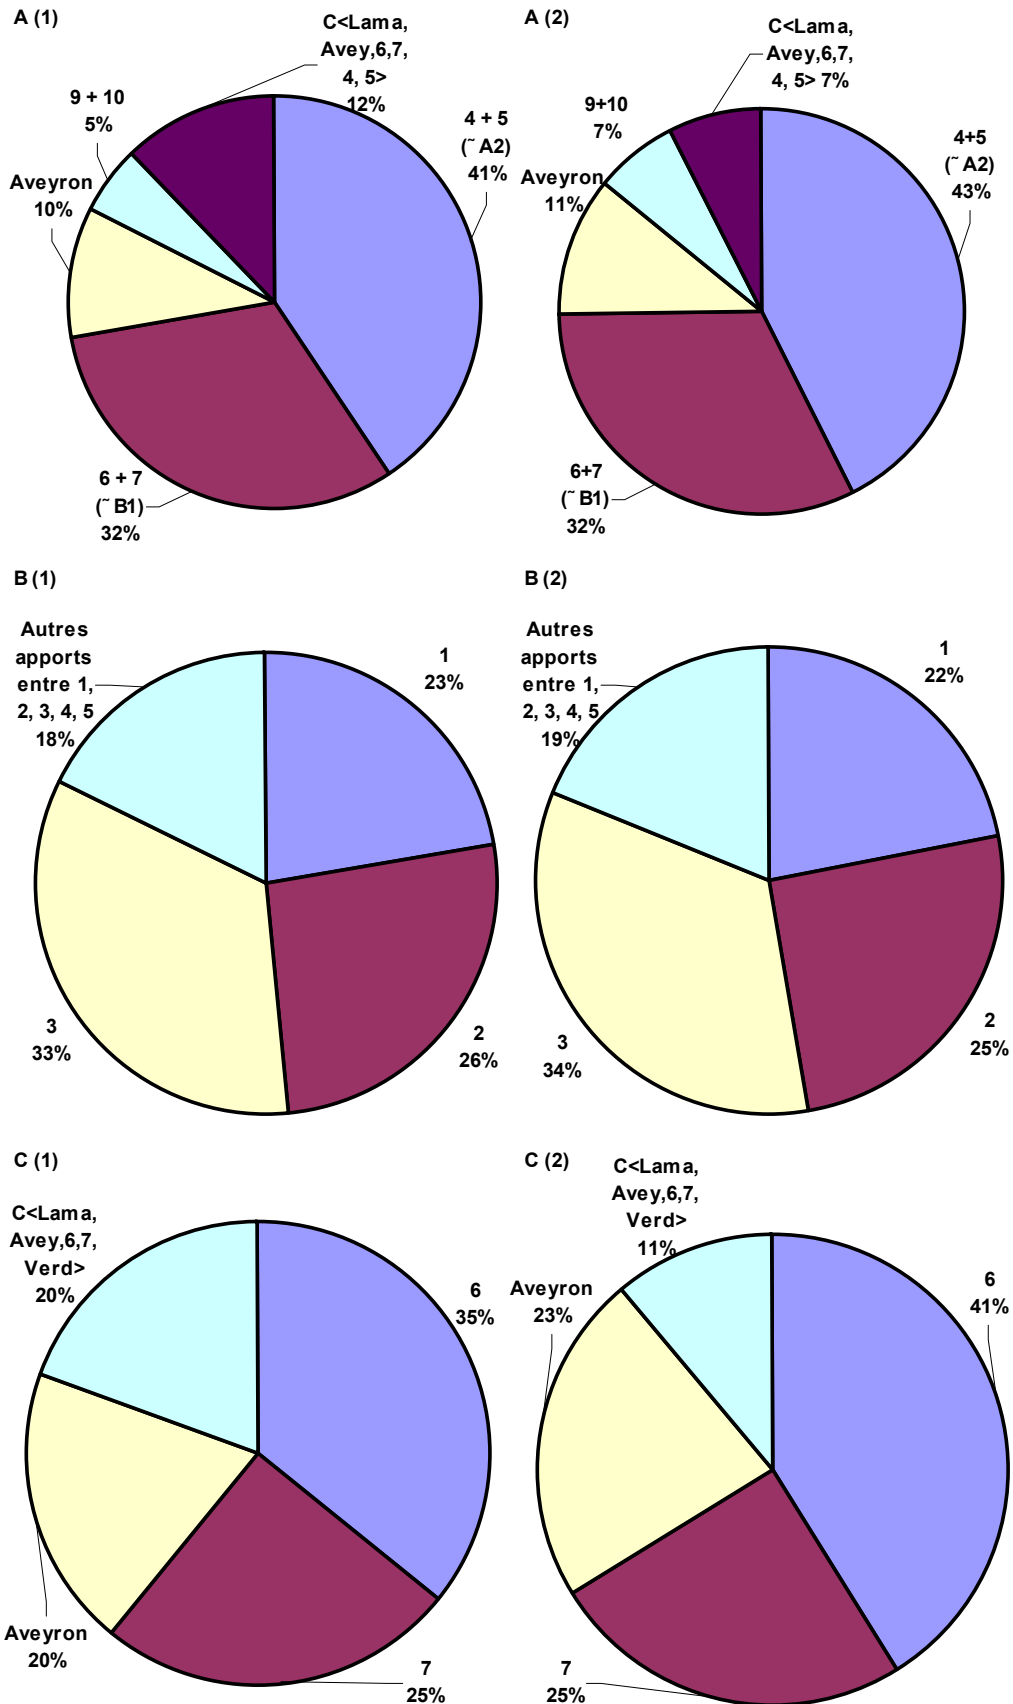 A (1)
C<Lama,
Avey,6,7,
4, 5>
12%
9 + 10
5%
4 + 5
(~ A2)
41%
Aveyron
10%
6 + 7
(~ B1)
32%
A (2)
C<Lama,
Avey,6,7,
4, 5> 7%
9+10
7%
4+5
(~ A2)
43%
Aveyron
11%
6+7
(~ B1)
32%
B (1)
Autres
apports
entre 1,
2, 3, 4, 5
18%
1
23%
3
33%
2
26%
B (2)
Autres
apports
entre 1,
2, 3, 4, 5
19%
1
22%
3
34%
2
25%
C (1)
C<Lama,
Avey,6,7,
Verd>
20%
6
35%
Aveyron
20%
7
25%
C (2)
C<Lama,
Avey,6,7,
Verd>
11%
Aveyron
23%
6
41%
7
25%